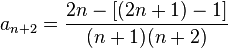 a_{n+2} = \frac{2n - [(2n + 1) - 1]}{(n + 1)(n + 2)}